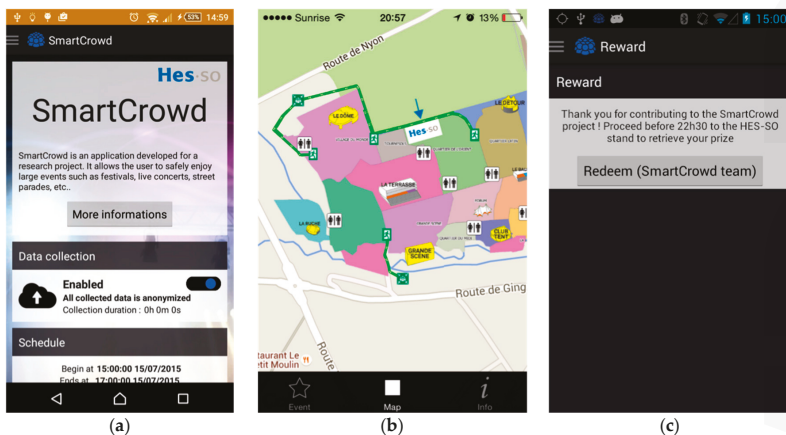 53% 14:59
SmartCrowd
Hes·so
SmartCrowd
SmartCrowd is an application developed for a
research project. It allows the user to safely enjoy
large events such as festivals, live concerts, street
parades, etc..
More informations
Data collection
Enabled
All collected data is anonymized
Collection duration : 0h 0m 0s
Schedule
Begin at 15:00:00 15/07/2015
Ends at 17:00:00 15/07/2015
(a)
Sunrise 20:57 13%
Route de Nyon
LE DÉTOUR
LE DÔME
Hes·so
LA TERRASSE
LA RUCHE
CLUB
TENT
GRANDE
SCÈNE
Route de Ging
Route
taurant Le
etit Moulin
Event
Map
Info
(b)
15:00
Reward
Reward
Thank you for contributing to the SmartCrowd
project ! Proceed before 22h30 to the HES-SO
stand to retrieve your prize
Redeem (SmartCrowd team)
(c)